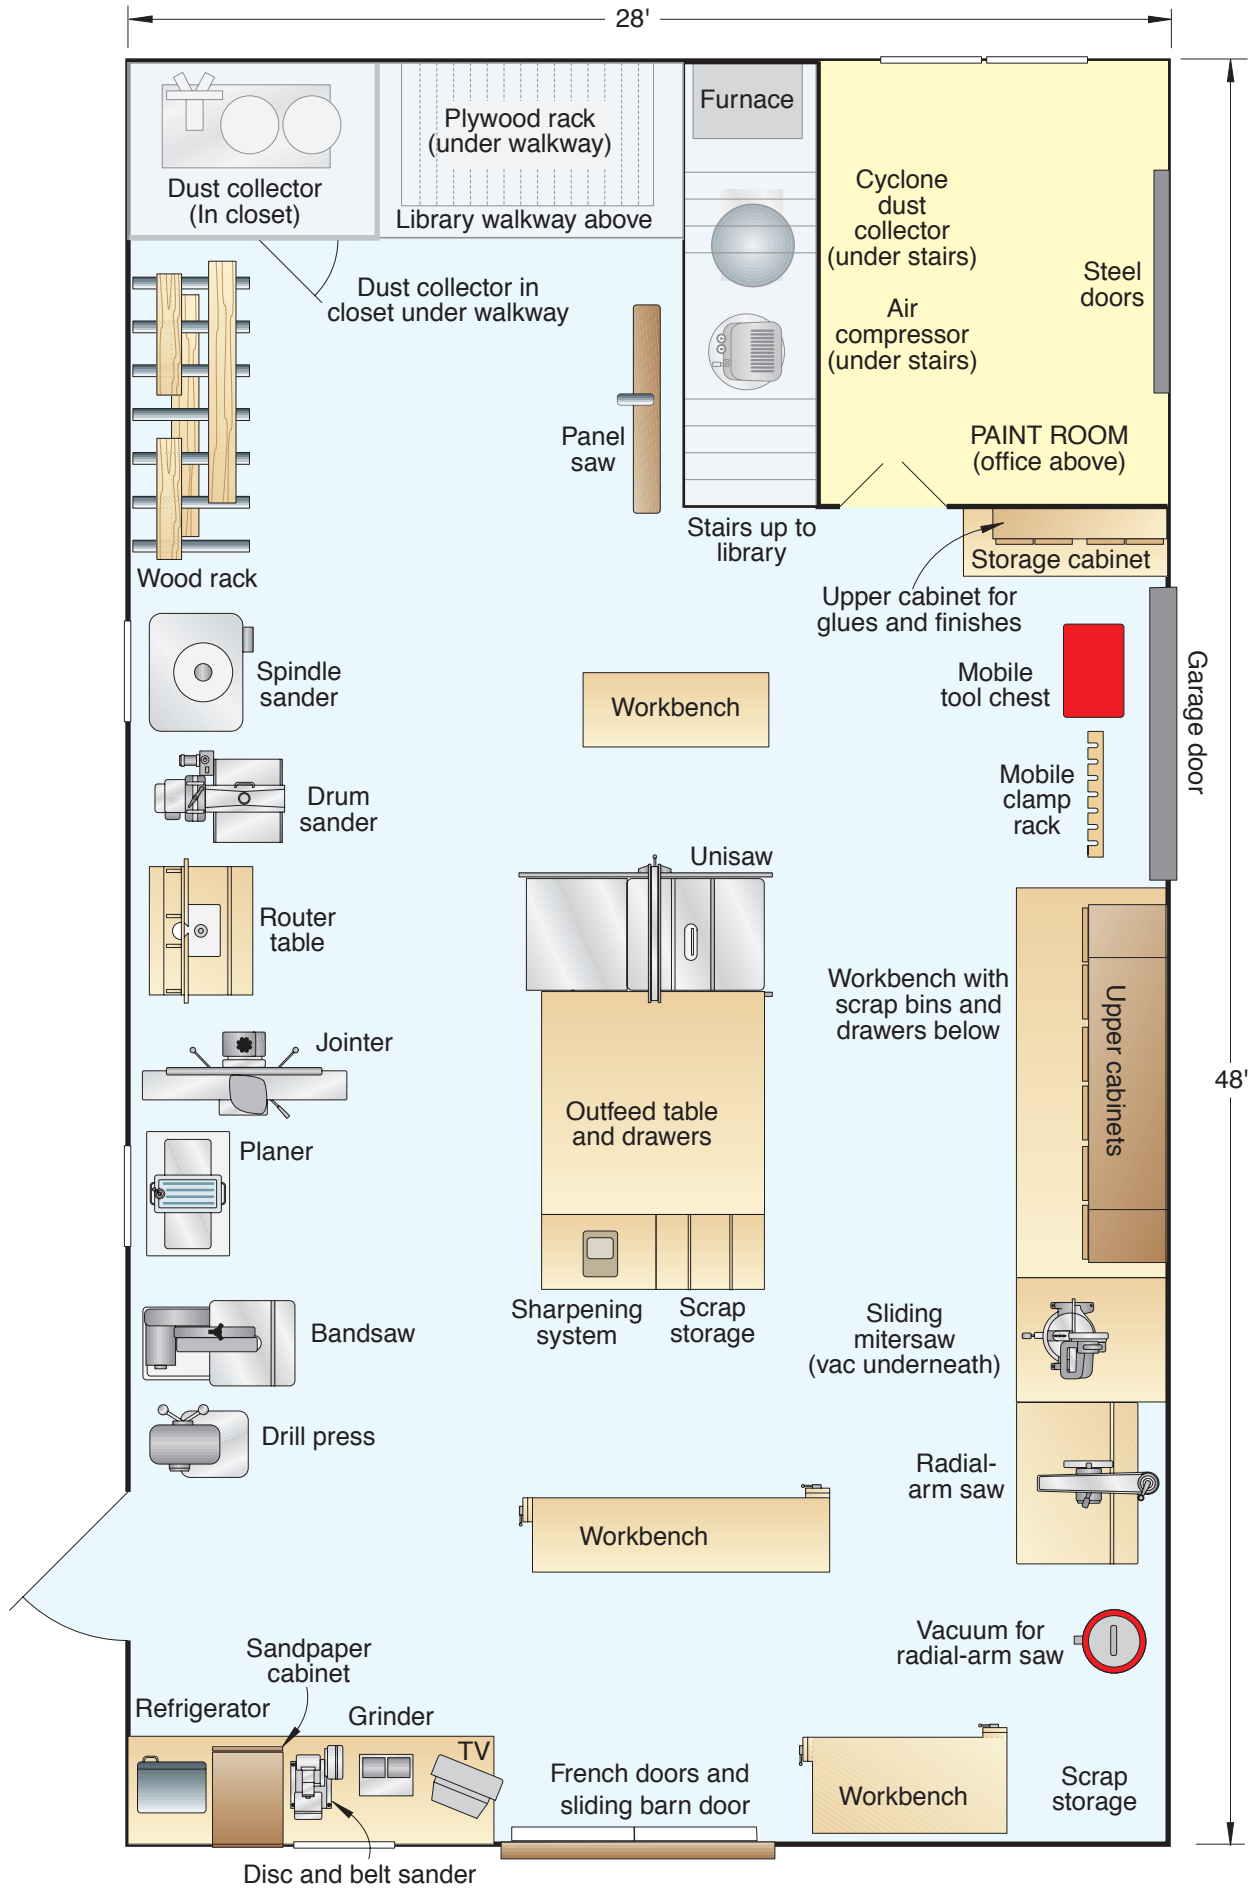 28'
Furnace
Plywood rack
(under walkway)
Dust collector
(In closet)
Library walkway above
Cyclone
dust
collector
(under stairs)
Steel
doors
Dust collector in
closet under walkway
Air
compressor
(under stairs)
Panel
saw
PAINT ROOM
(office above)
Stairs up to
library
Storage cabinet
Wood rack
Upper cabinet for
glues and finishes
Spindle
sander
Mobile
tool chest
Garage door
Workbench
Mobile
clamp
rack
Drum
sander
Unisaw
Router
table
Workbench with
scrap bins and
drawers below
Upper cabinets
Jointer
48'
Outfeed table
and drawers
Planer
Sharpening
system
Scrap
storage
Sliding
mitersaw
(vac underneath)
Bandsaw
Drill press
Radial-
arm saw
Workbench
Vacuum for
radial-arm saw
Sandpaper
cabinet
Refrigerator
Grinder
TV
French doors and
sliding barn door
Workbench
Scrap
storage
Disc and belt sander